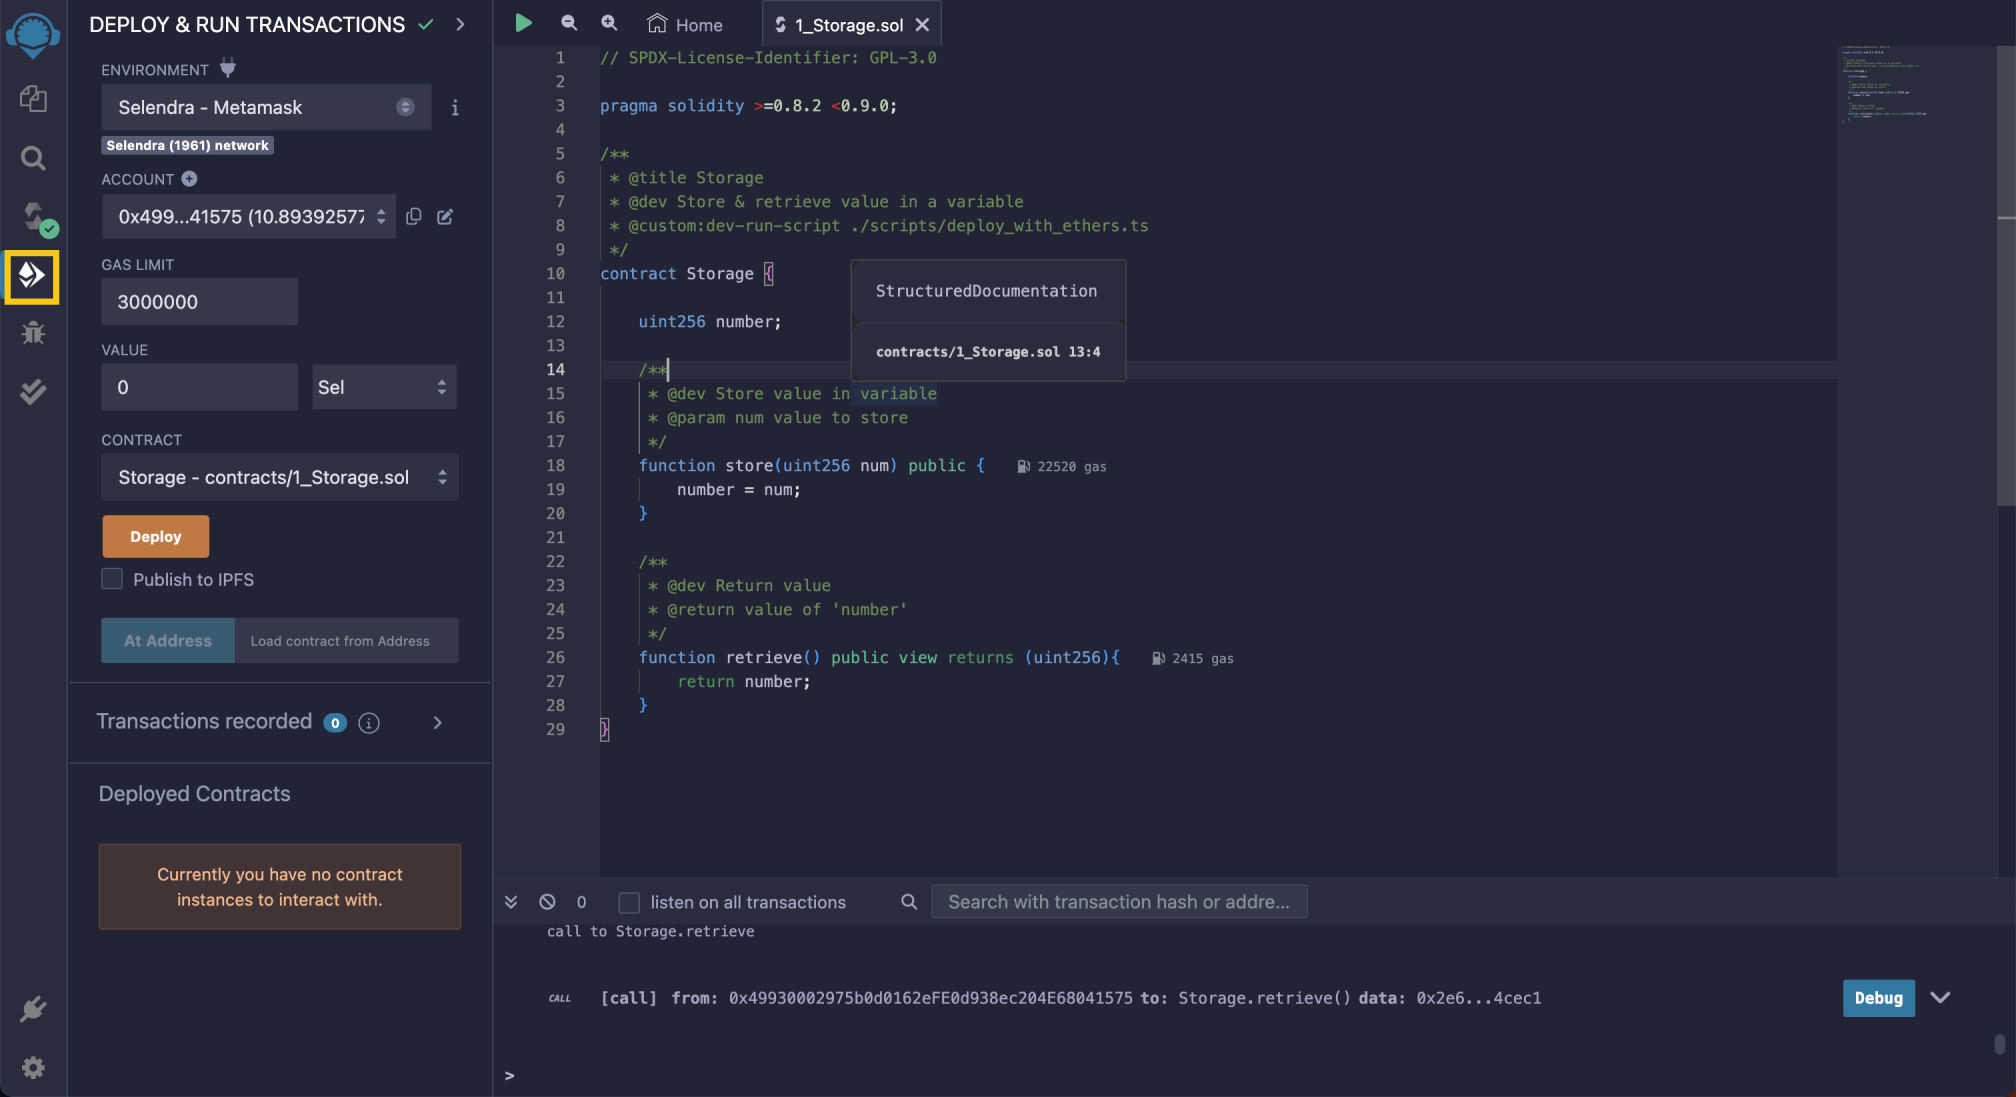 DEPLOY & RUN TRANSACTIONS
ENVIRONMENT
Selendra - Metamask
i
Selendra (1961) network
ACCOUNT
0x499...41575 (10.89392577
GAS LIMIT
3000000
VALUE
0
Sel
CONTRACT
Storage - contracts/1_Storage.sol
Deploy
Publish to IPFS
At Address
Load contract from Address
Transactions recorded 0 i
Deployed Contracts
Currently you have no contract
instances to interact with.
Home
1_Storage.sol
1 // SPDX-License-Identifier: GPL-3.0
2
3 pragma solidity >=0.8.2 <0.9.0;
4
5 /**
6 * @title Storage
7 * @dev Store & retrieve value in a variable
8 * @custom:dev-run-script ./scripts/deploy_with_ethers.ts
9 */
10 contract Storage {
11
12 uint256 number;
13
14 /**
15 * @dev Store value in variable
16 * @param num value to store
17 */
18 function store(uint256 num) public { 22520 gas
19 number = num;
20 }
21
22 /**
23 * @dev Return value
24 * @return value of 'number'
25 */
26 function retrieve() public view returns (uint256){ 2415 gas
27 return number;
28 }
29 }
StructuredDocumentation
contracts/1_Storage.sol 13:4
0
listen on all transactions
Search with transaction hash or addre...
call to Storage.retrieve
CALL [call] from: 0x49930002975b0d0162eFE0d938ec204E68041575 to: Storage.retrieve() data: 0x2e6...4cec1
Debug
>